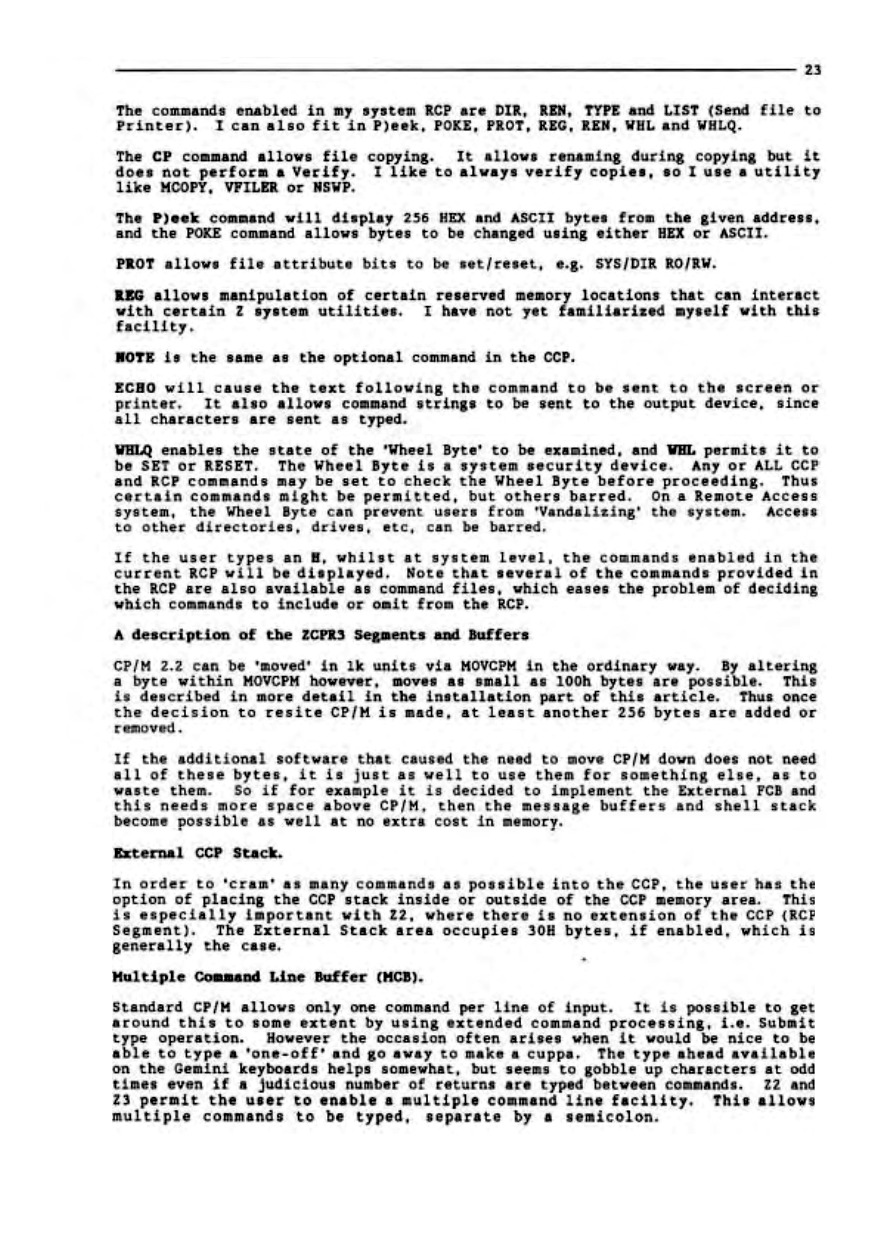 23
The commands enabled in my system RCP are DIR, REN, TYPE and LIST (Send file to
Printer). I can also fit in P)eek, POKE, PROT, REG, REN, WHL and WHLQ.
The CP command allows file copying. It allows renaming during copying but it
does not perform a Verify. I like to always verify copies, so I use a utility
like MCOPY, VFILER or NSWP.
The P)eek command will display 256 HEX and ASCII bytes from the given address,
and the POKE command allows bytes to be changed using either HEX or ASCII.
PROT allows file attribute bits to be set/reset, e.g. SYS/DIR RO/RW.
REG allows manipulation of certain reserved memory locations that can interact
with certain Z system utilities. I have not yet familiarized myself with this
facility.
NOTE is the same as the optional command in the CCP.
ECHO will cause the text following the command to be sent to the screen or
printer. It also allows command strings to be sent to the output device, since
all characters are sent as typed.
WHLQ enables the state of the 'Wheel Byte' to be examined, and WHL permits it to
be SET or RESET. The Wheel Byte is a system security device. Any or ALL CCP
and RCP commands may be set to check the Wheel Byte before proceeding. Thus
certain commands might be permitted, but others barred. On a Remote Access
system, the Wheel Byte can prevent users from 'Vandalizing' the system. Access
to other directories, drives, etc, can be barred.
If the user types an H, whilst at system level, the commands enabled in the
current RCP will be displayed. Note that several of the commands provided in
the RCP are also available as command files, which eases the problem of deciding
which commands to include or omit from the RCP.
A description of the ZCPR3 Segments and Buffers
CP/M 2.2 can be 'moved' in 1k units via MOVCPM in the ordinary way. By altering
a byte within MOVCPM however, moves as small as 100h bytes are possible. This
is described in more detail in the installation part of this article. Thus once
the decision to resite CP/M is made, at least another 256 bytes are added or
removed.
If the additional software that caused the need to move CP/M down does not need
all of these bytes, it is just as well to use them for something else, as to
waste them. So if for example it is decided to implement the External FCB and
this needs more space above CP/M, then the message buffers and shell stack
become possible as well at no extra cost in memory.
External CCP Stack.
In order to 'cram' as many commands as possible into the CCP, the user has the
option of placing the CCP stack inside or outside of the CCP memory area. This
is especially important with Z2, where there is no extension of the CCP (RCP
Segment). The External Stack area occupies 30H bytes, if enabled, which is
generally the case.
Multiple Command Line Buffer (MCB).
Standard CP/M allows only one command per line of input. It is possible to get
around this to some extent by using extended command processing, i.e. Submit
type operation. However the occasion often arises when it would be nice to be
able to type a 'one-off' and go away to make a cuppa. The type ahead available
on the Gemini keyboards helps somewhat, but seems to gobble up characters at odd
times even if a judicious number of returns are typed between commands. Z2 and
Z3 permit the user to enable a multiple command line facility. This allows
multiple commands to be typed, separate by a semicolon.